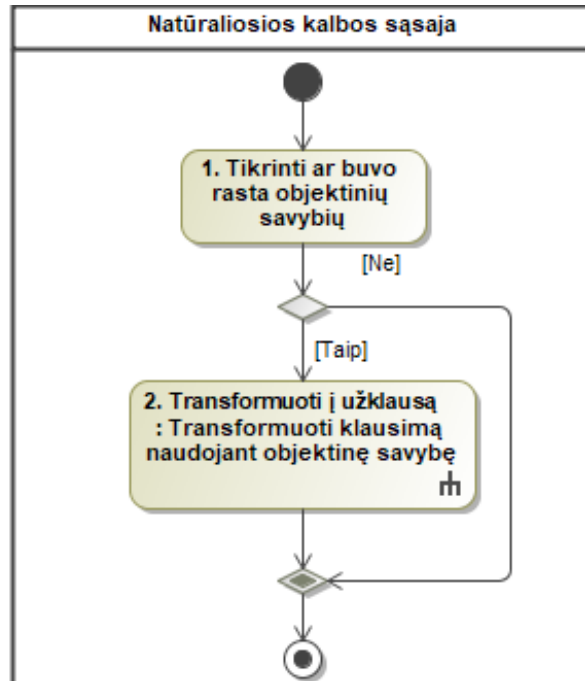 Natūraliosios kalbos sąsaja
1. Tikrinti ar buvo
rasta objektinių
savybių
[Ne]
[Taip]
2. Transformuoti į užklausą
: Transformuoti klausimą
naudojant objektinę savybę